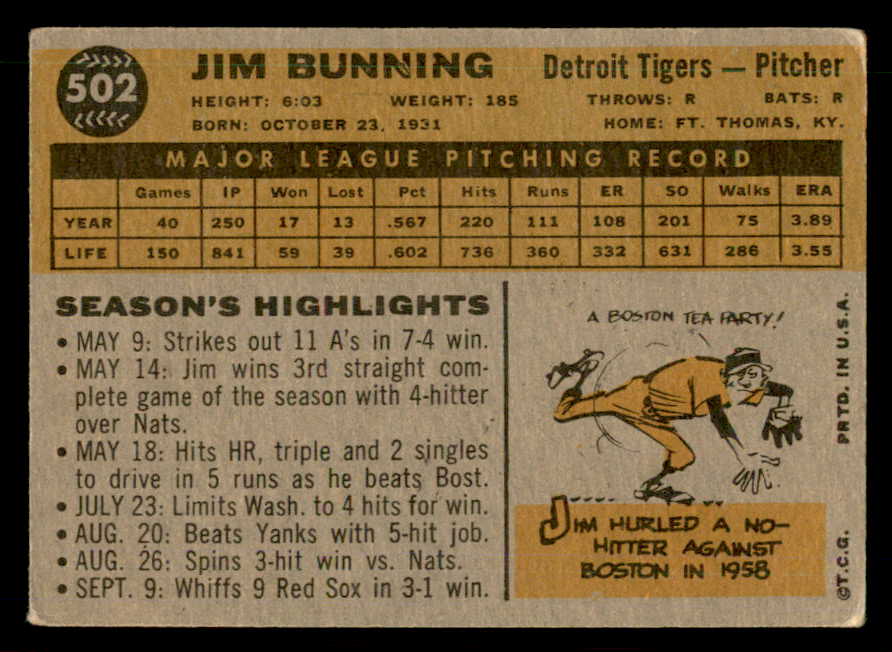 502
JIM BUNNING Detroit Tigers — Pitcher
HEIGHT: 6:03 WEIGHT: 185 THROWS: R BATS: R
BORN: OCTOBER 23, 1931 HOME: FT. THOMAS, KY.
MAJOR LEAGUE PITCHING RECORD
Games IP Won Lost Pct Hits Runs ER SO Walks ERA
YEAR 40 250 17 13 .567 220 111 108 201 75 3.89
LIFE 150 841 59 39 .602 736 360 332 631 286 3.55
SEASON'S HIGHLIGHTS
• MAY 9: Strikes out 11 A's in 7-4 win.
• MAY 14: Jim wins 3rd straight com-
plete game of the season with 4-hitter
over Nats.
• MAY 18: Hits HR, triple and 2 singles
to drive in 5 runs as he beats Bost.
• JULY 23: Limits Wash. to 4 hits for win.
• AUG. 20: Beats Yanks with 5-hit job.
• AUG. 26: Spins 3-hit win vs. Nats.
• SEPT. 9: Whiffs 9 Red Sox in 3-1 win.
A BOSTON TEA PARTY!
JIM HURLED A NO-
HITTER AGAINST
BOSTON IN 1958
©T.C.G. PRTD. IN U.S.A.